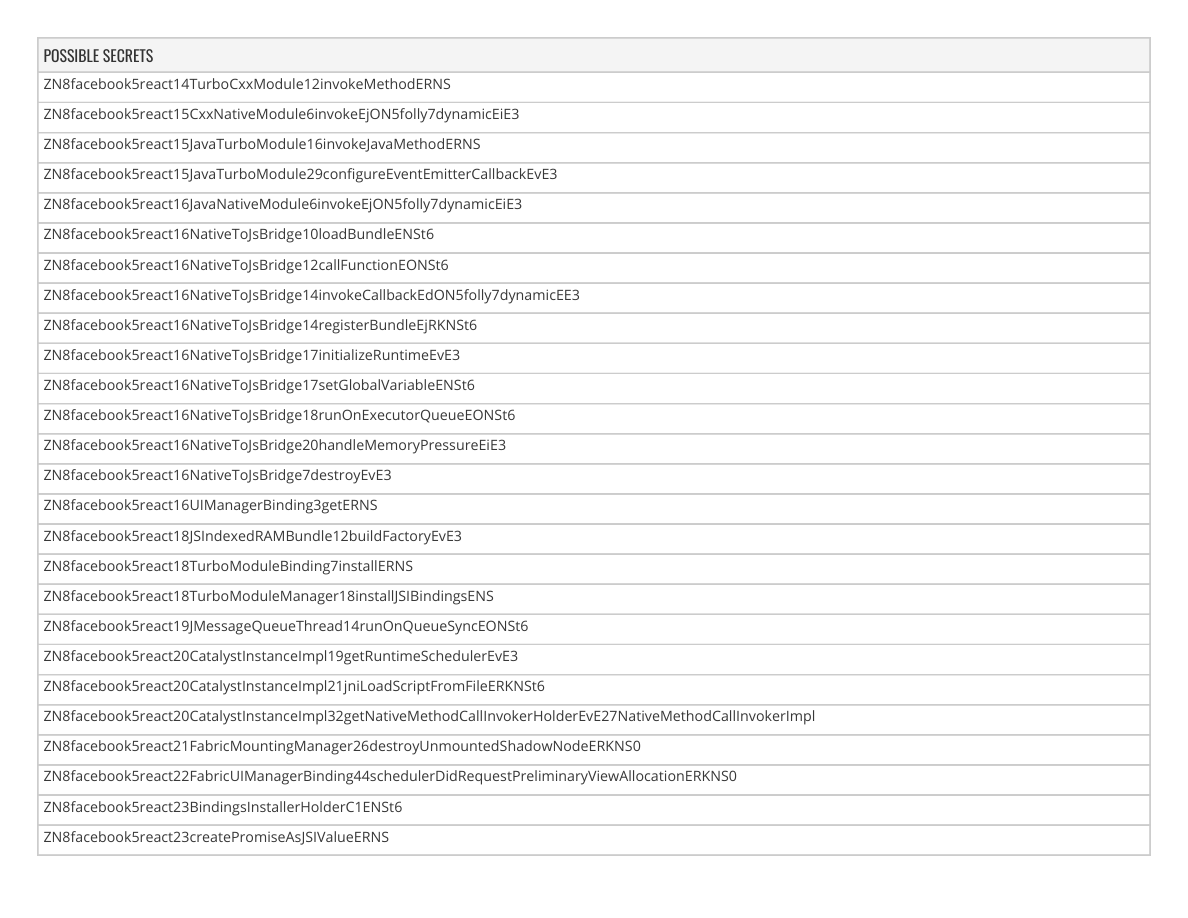 POSSIBLE SECRETS
ZN8facebook5react14TurboCxxModule12invokeMethodERNS
ZN8facebook5react15CxxNativeModule6invokeEjON5folly7dynamicEiE3
ZN8facebook5react15JavaTurboModule16invokeJavaMethodERNS
ZN8facebook5react15JavaTurboModule29configureEventEmitterCallbackEvE3
ZN8facebook5react16JavaNativeModule6invokeEjON5folly7dynamicEiE3
ZN8facebook5react16NativeToJsBridge10loadBundleENSt6
ZN8facebook5react16NativeToJsBridge12callFunctionEONSt6
ZN8facebook5react16NativeToJsBridge14invokeCallbackEdON5folly7dynamicEE3
ZN8facebook5react16NativeToJsBridge14registerBundleEjRKNSt6
ZN8facebook5react16NativeToJsBridge17initializeRuntimeEvE3
ZN8facebook5react16NativeToJsBridge17setGlobalVariableENSt6
ZN8facebook5react16NativeToJsBridge18runOnExecutorQueueEONSt6
ZN8facebook5react16NativeToJsBridge20handleMemoryPressureEiE3
ZN8facebook5react16NativeToJsBridge7destroyEvE3
ZN8facebook5react16UIManagerBinding3getERNS
ZN8facebook5react18JSIndexedRAMBundle12buildFactoryEvE3
ZN8facebook5react18TurboModuleBinding7installERNS
ZN8facebook5react18TurboModuleManager18installJSIBindingsENS
ZN8facebook5react19JMessageQueueThread14runOnQueueSyncEONSt6
ZN8facebook5react20CatalystInstanceImpl19getRuntimeSchedulerEvE3
ZN8facebook5react20CatalystInstanceImpl21jniLoadScriptFromFileERKNSt6
ZN8facebook5react20CatalystInstanceImpl32getNativeMethodCallInvokerHolderEvE27NativeMethodCallInvokerImpl
ZN8facebook5react21FabricMountingManager26destroyUnmountedShadowNodeERKNS0
ZN8facebook5react22FabricUIManagerBinding44schedulerDidRequestPreliminaryViewAllocationERKNS0
ZN8facebook5react23BindingsInstallerHolderC1ENSt6
ZN8facebook5react23createPromiseAsJSIValueERNS